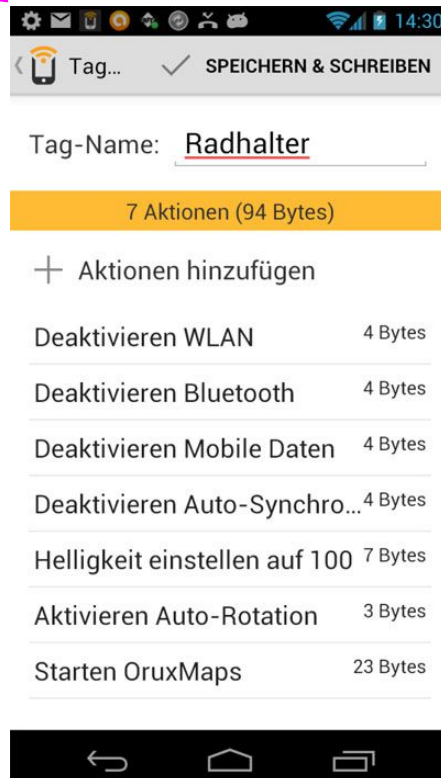 14:30
Tag... SPEICHERN & SCHREIBEN
Tag-Name: Radhalter
7 Aktionen (94 Bytes)
Aktionen hinzufügen
Deaktivieren WLAN 4 Bytes
Deaktivieren Bluetooth 4 Bytes
Deaktivieren Mobile Daten 4 Bytes
Deaktivieren Auto-Synchro... 4 Bytes
Helligkeit einstellen auf 100 7 Bytes
Aktivieren Auto-Rotation 3 Bytes
Starten OruxMaps 23 Bytes